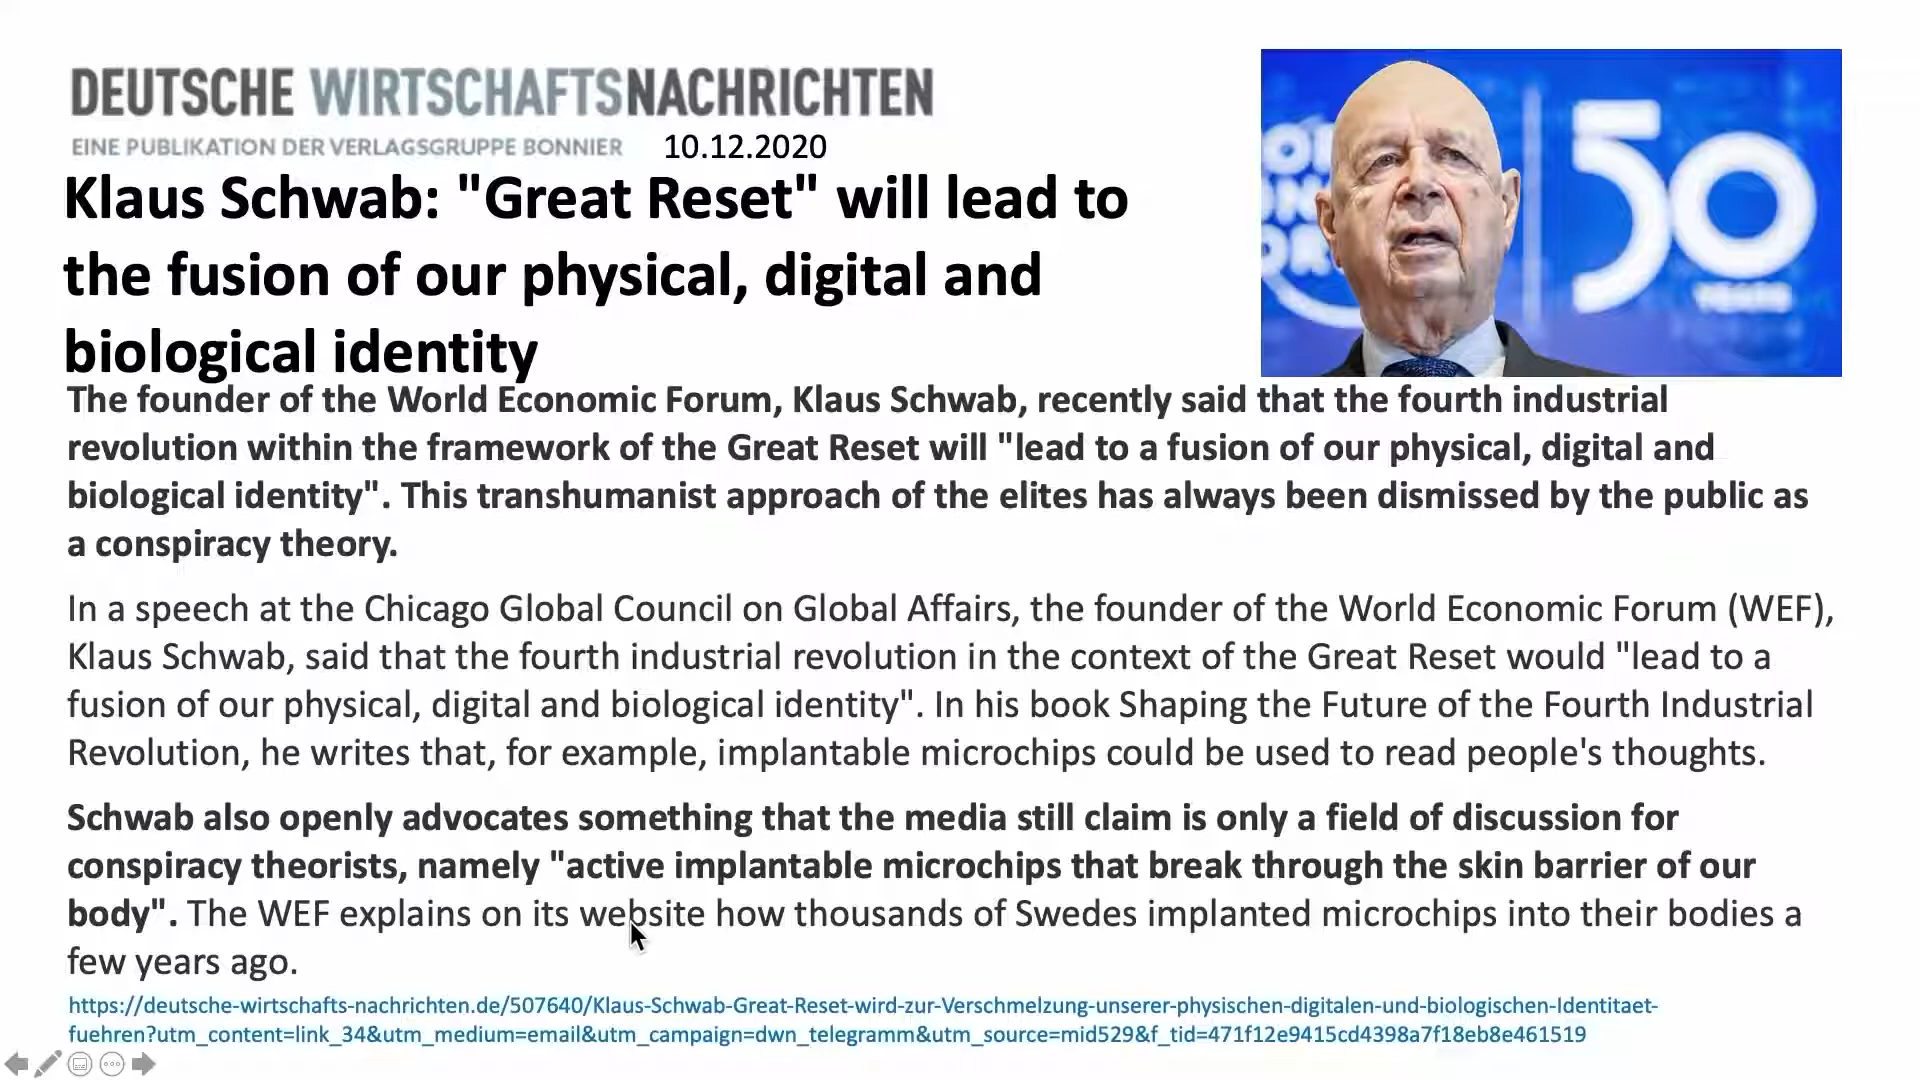 DEUTSCHE WIRTSCHAFTSNACHRICHTEN
EINE PUBLIKATION DER VERLAGSGRUPPE BONNIER 10.12.2020
Klaus Schwab: "Great Reset" will lead to
the fusion of our physical, digital and
biological identity
50
YEARS
The founder of the World Economic Forum, Klaus Schwab, recently said that the fourth industrial
revolution within the framework of the Great Reset will "lead to a fusion of our physical, digital and
biological identity". This transhumanist approach of the elites has always been dismissed by the public as
a conspiracy theory.
In a speech at the Chicago Global Council on Global Affairs, the founder of the World Economic Forum (WEF),
Klaus Schwab, said that the fourth industrial revolution in the context of the Great Reset would "lead to a
fusion of our physical, digital and biological identity". In his book Shaping the Future of the Fourth Industrial
Revolution, he writes that, for example, implantable microchips could be used to read people's thoughts.
Schwab also openly advocates something that the media still claim is only a field of discussion for
conspiracy theorists, namely "active implantable microchips that break through the skin barrier of our
body". The WEF explains on its website how thousands of Swedes implanted microchips into their bodies a
few years ago.
https://deutsche-wirtschafts-nachrichten.de/507640/Klaus-Schwab-Great-Reset-wird-zur-Verschmelzung-unserer-physischen-digitalen-und-biologischen-Identitaet-
fuehren?utm_content=link_34&utm_medium=email&utm_campaign=dwn_telegramm&utm_source=mid529&f_tid=471f12e9415cd4398a7f18eb8e461519